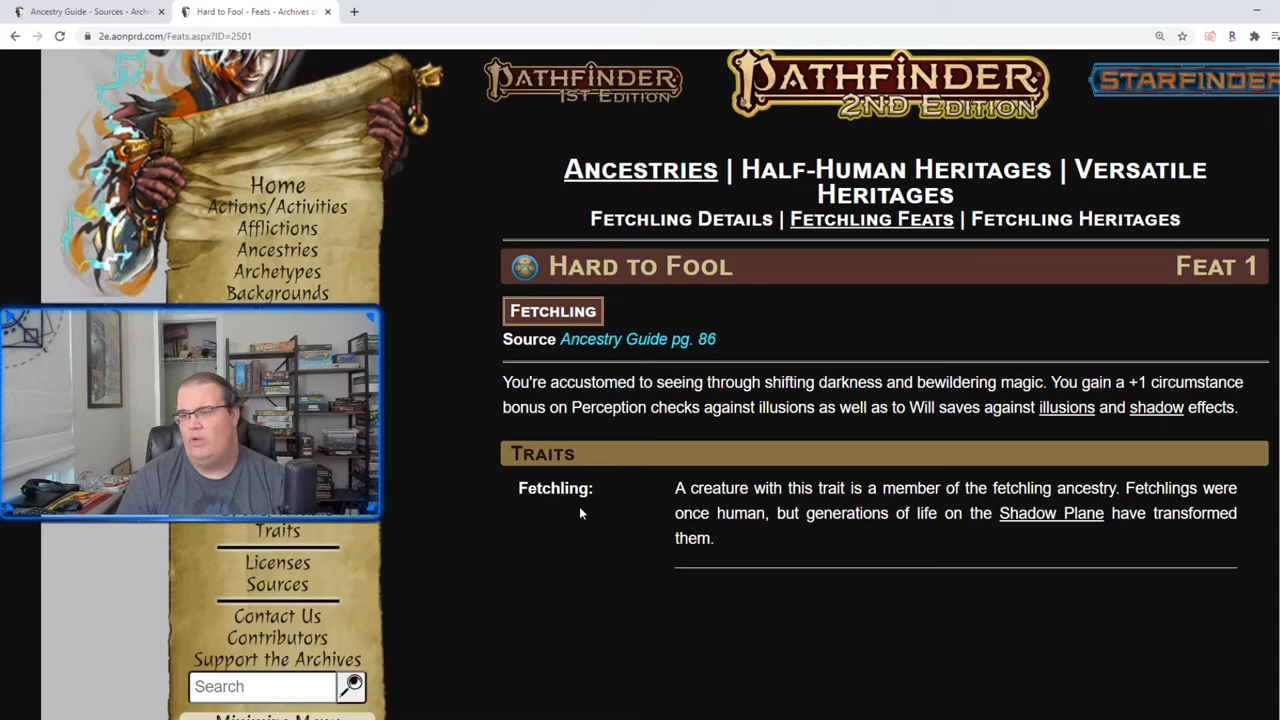 Ancestry Guide - Sources - Archi
Hard to Fool - Feats - Archives o
2e.aonprd.com/Feats.aspx?ID=2501
PATHFINDER
1ST EDITION
PATHFINDER
2ND EDITION
STARFINDER
Home
Actions/Activities
Afflictions
Ancestries
Archetypes
Backgrounds
Traits
Licenses
Sources
Contact Us
Contributors
Support the Archives
Search
Minimize Menu
ANCESTRIES | HALF-HUMAN HERITAGES | VERSATILE
HERITAGES
FETCHLING DETAILS | FETCHLING FEATS | FETCHLING HERITAGES
HARD TO FOOL FEAT 1
FETCHLING
Source Ancestry Guide pg. 86
You're accustomed to seeing through shifting darkness and bewildering magic. You gain a +1 circumstance
bonus on Perception checks against illusions as well as to Will saves against illusions and shadow effects.
TRAITS
Fetchling: A creature with this trait is a member of the fetchling ancestry. Fetchlings were
once human, but generations of life on the Shadow Plane have transformed
them.